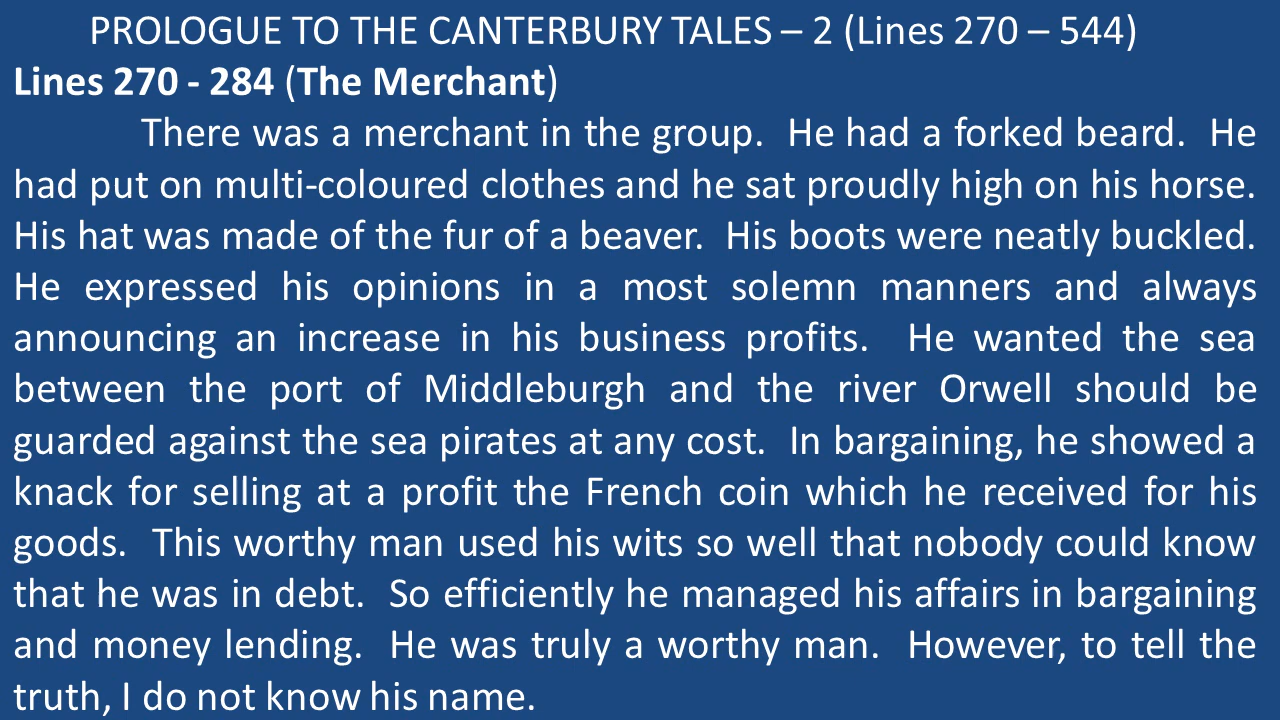 PROLOGUE TO THE CANTERBURY TALES – 2 (Lines 270 – 544)
Lines 270 - 284 (The Merchant)
There was a merchant in the group. He had a forked beard. He
had put on multi-coloured clothes and he sat proudly high on his horse.
His hat was made of the fur of a beaver. His boots were neatly buckled.
He expressed his opinions in a most solemn manners and always
announcing an increase in his business profits. He wanted the sea
between the port of Middleburgh and the river Orwell should be
guarded against the sea pirates at any cost. In bargaining, he showed a
knack for selling at a profit the French coin which he received for his
goods. This worthy man used his wits so well that nobody could know
that he was in debt. So efficiently he managed his affairs in bargaining
and money lending. He was truly a worthy man. However, to tell the
truth, I do not know his name.